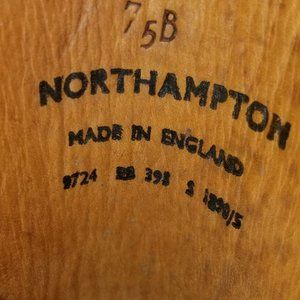 75B
NORTHAMPTON
MADE IN ENGLAND
9724 393 S